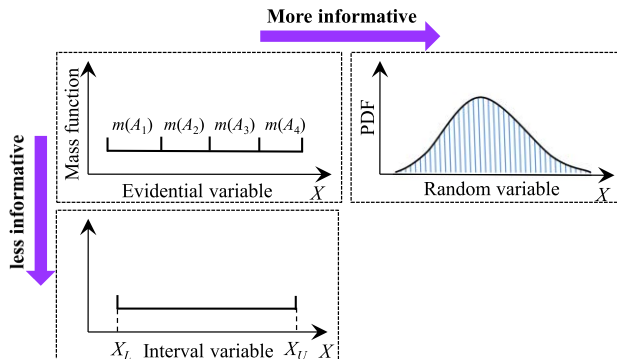 More informative
less informative
Mass function
m(A1) m(A2) m(A3) m(A4)
Evidential variable
X
PDF
Random variable
X
XL Interval variable XU X